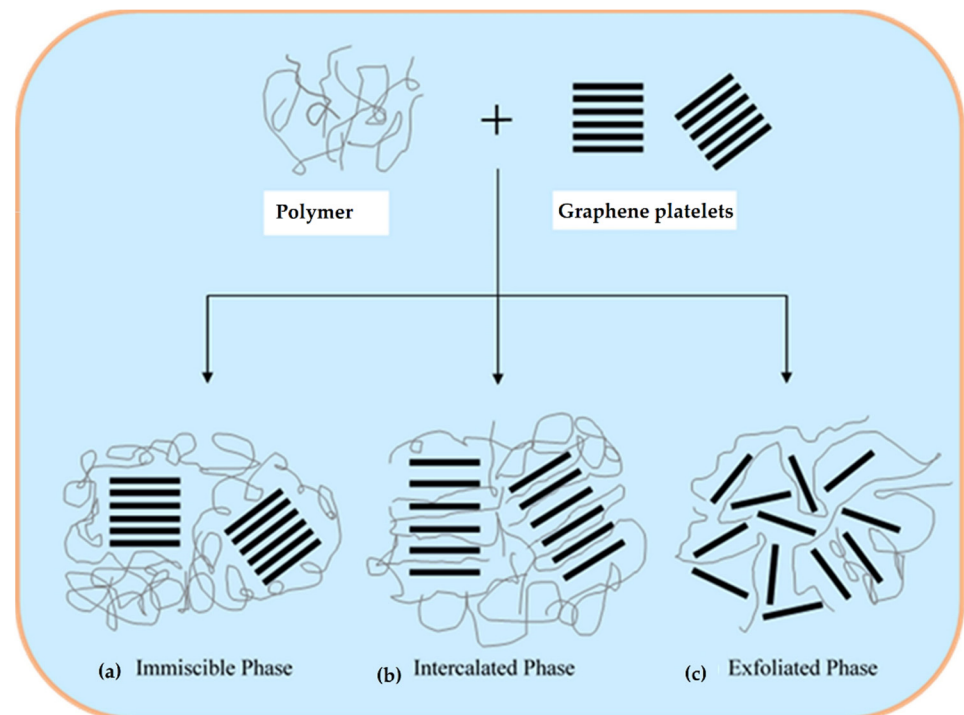 +
Polymer
Graphene platelets
(a) Immiscible Phase
(b) Intercalated Phase
(c) Exfoliated Phase